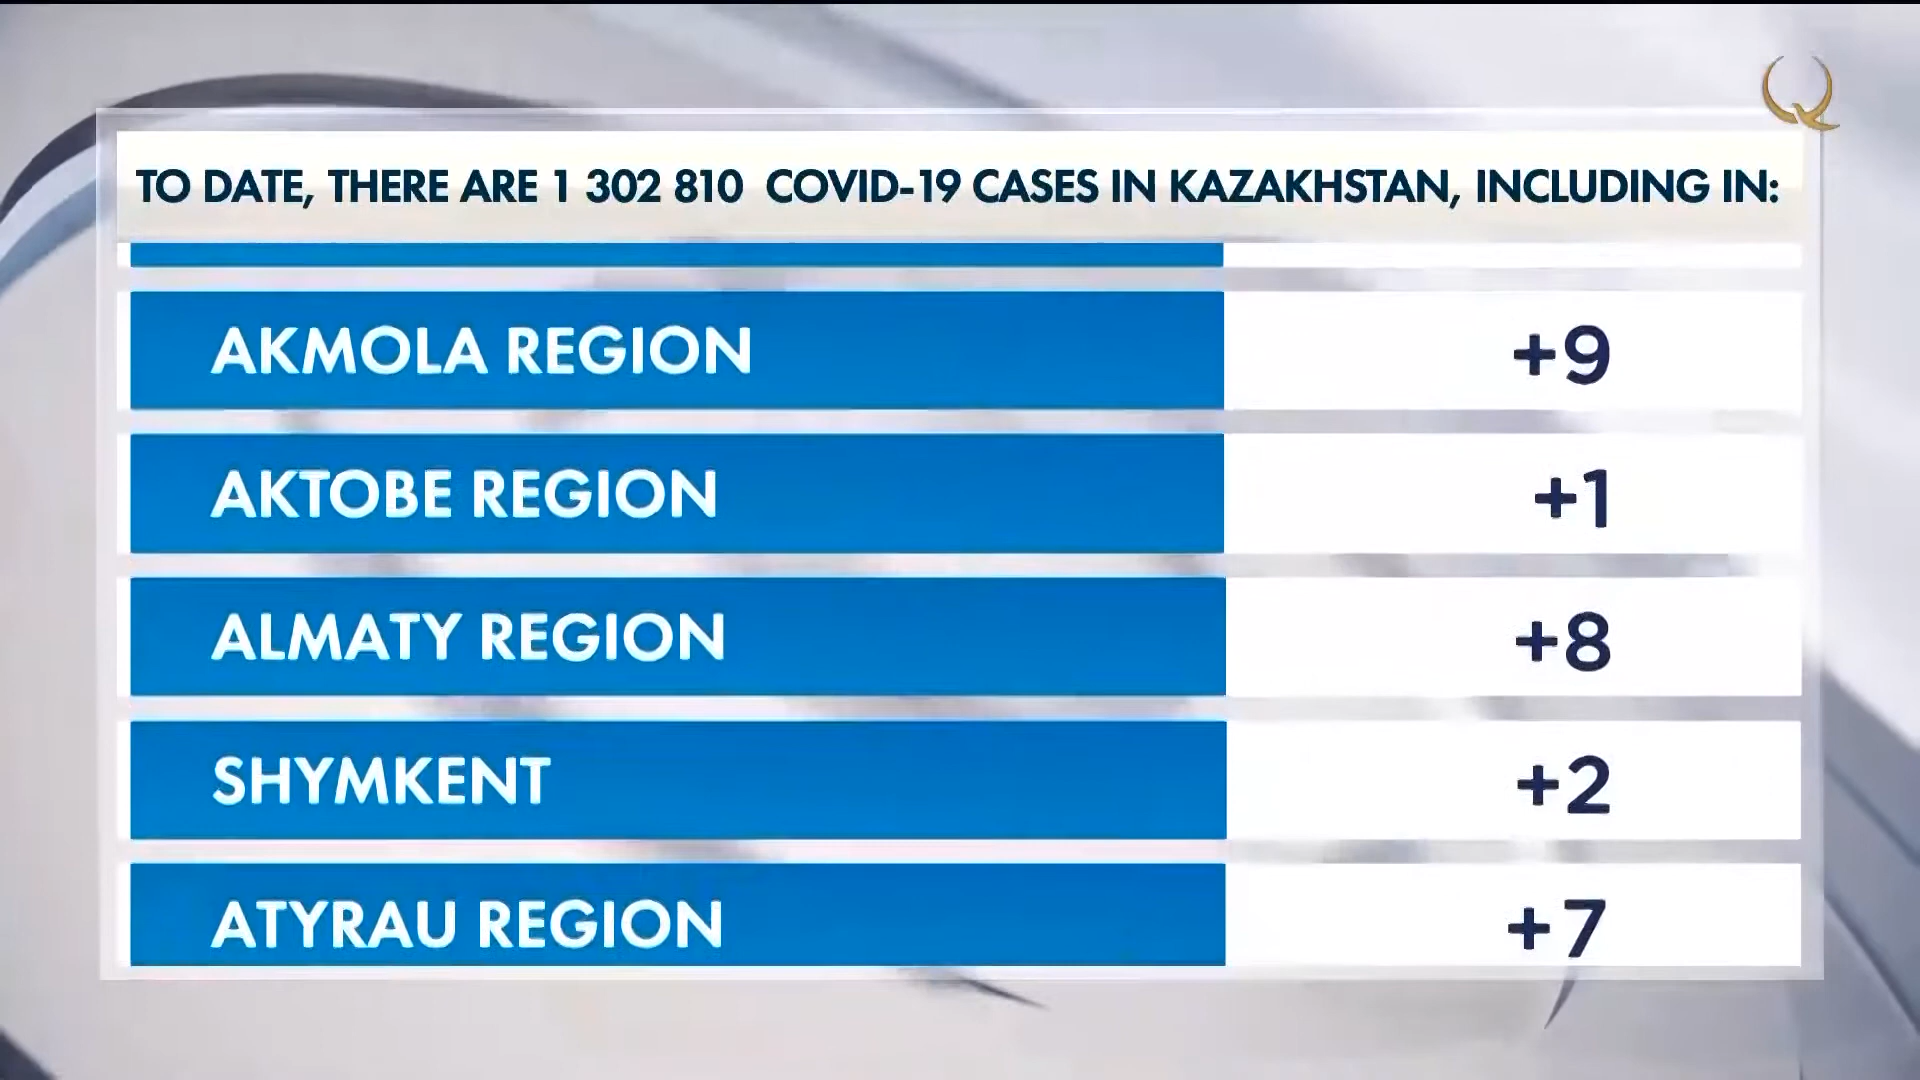 TO DATE, THERE ARE 1 302 810 COVID-19 CASES IN KAZAKHSTAN, INCLUDING IN:
AKMOLA REGION +9
AKTOBE REGION +1
ALMATY REGION +8
SHYMKENT +2
ATYRAU REGION +7